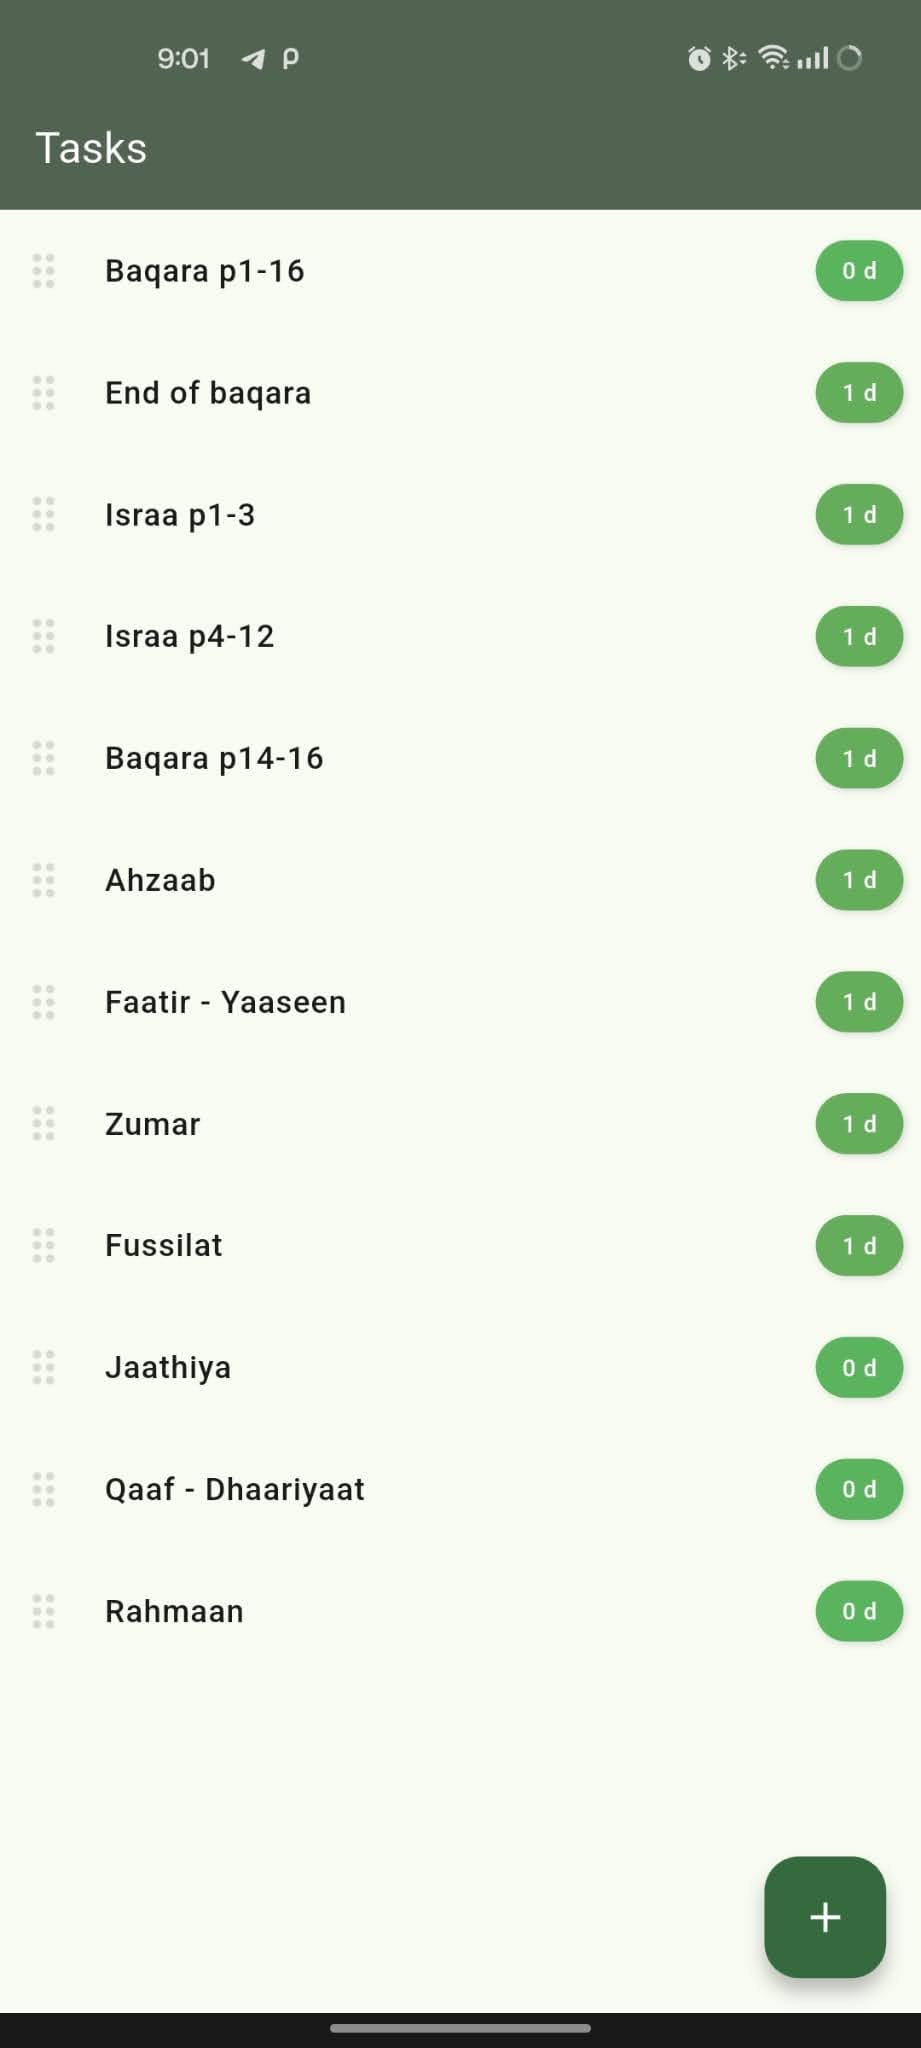 9:01
Tasks
Baqara p1-16
0 d
End of baqara
1 d
Israa p1-3
1 d
Israa p4-12
1 d
Baqara p14-16
1 d
Ahzaab
1 d
Faatir - Yaaseen
1 d
Zumar
1 d
Fussilat
1 d
Jaathiya
0 d
Qaaf - Dhaariyaat
0 d
Rahmaan
0 d